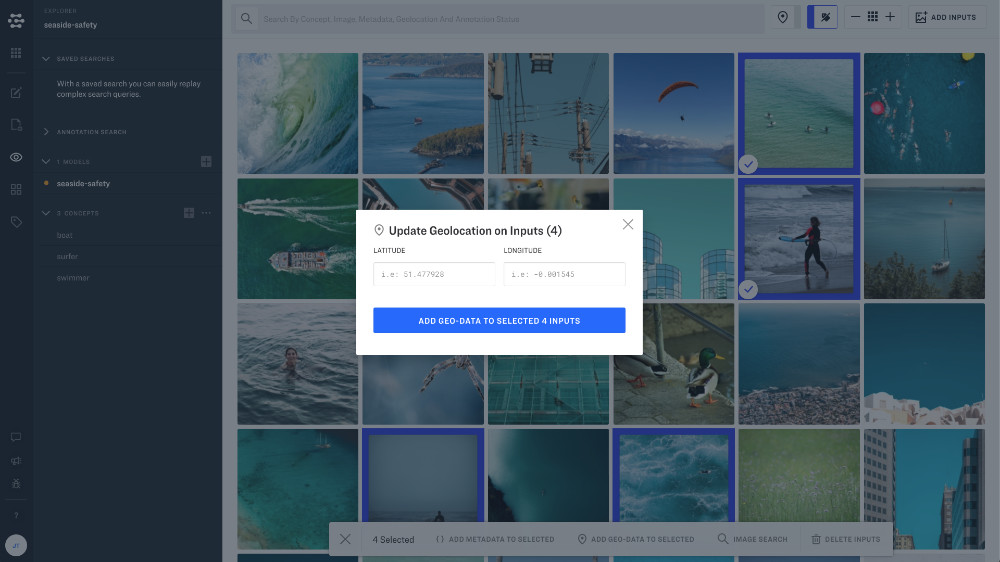 EXPLORER
seaside-safety
SAVED SEARCHES
With a saved search you can easily replay
complex search queries.
ANNOTATION SEARCH
1 MODELS
seaside-safety
3 CONCEPTS
boat
surfer
swimmer
?
Search By Concept, Image, Metadata, Geolocation And Annotation Status
ADD INPUTS
Update Geolocation on Inputs (4)
LATITUDE
LONGITUDE
i.e: 51.477928
i.e: -0.001545
ADD GEO-DATA TO SELECTED 4 INPUTS
4 Selected
ADD METADATA TO SELECTED
ADD GEO-DATA TO SELECTED
IMAGE SEARCH
DELETE INPUTS